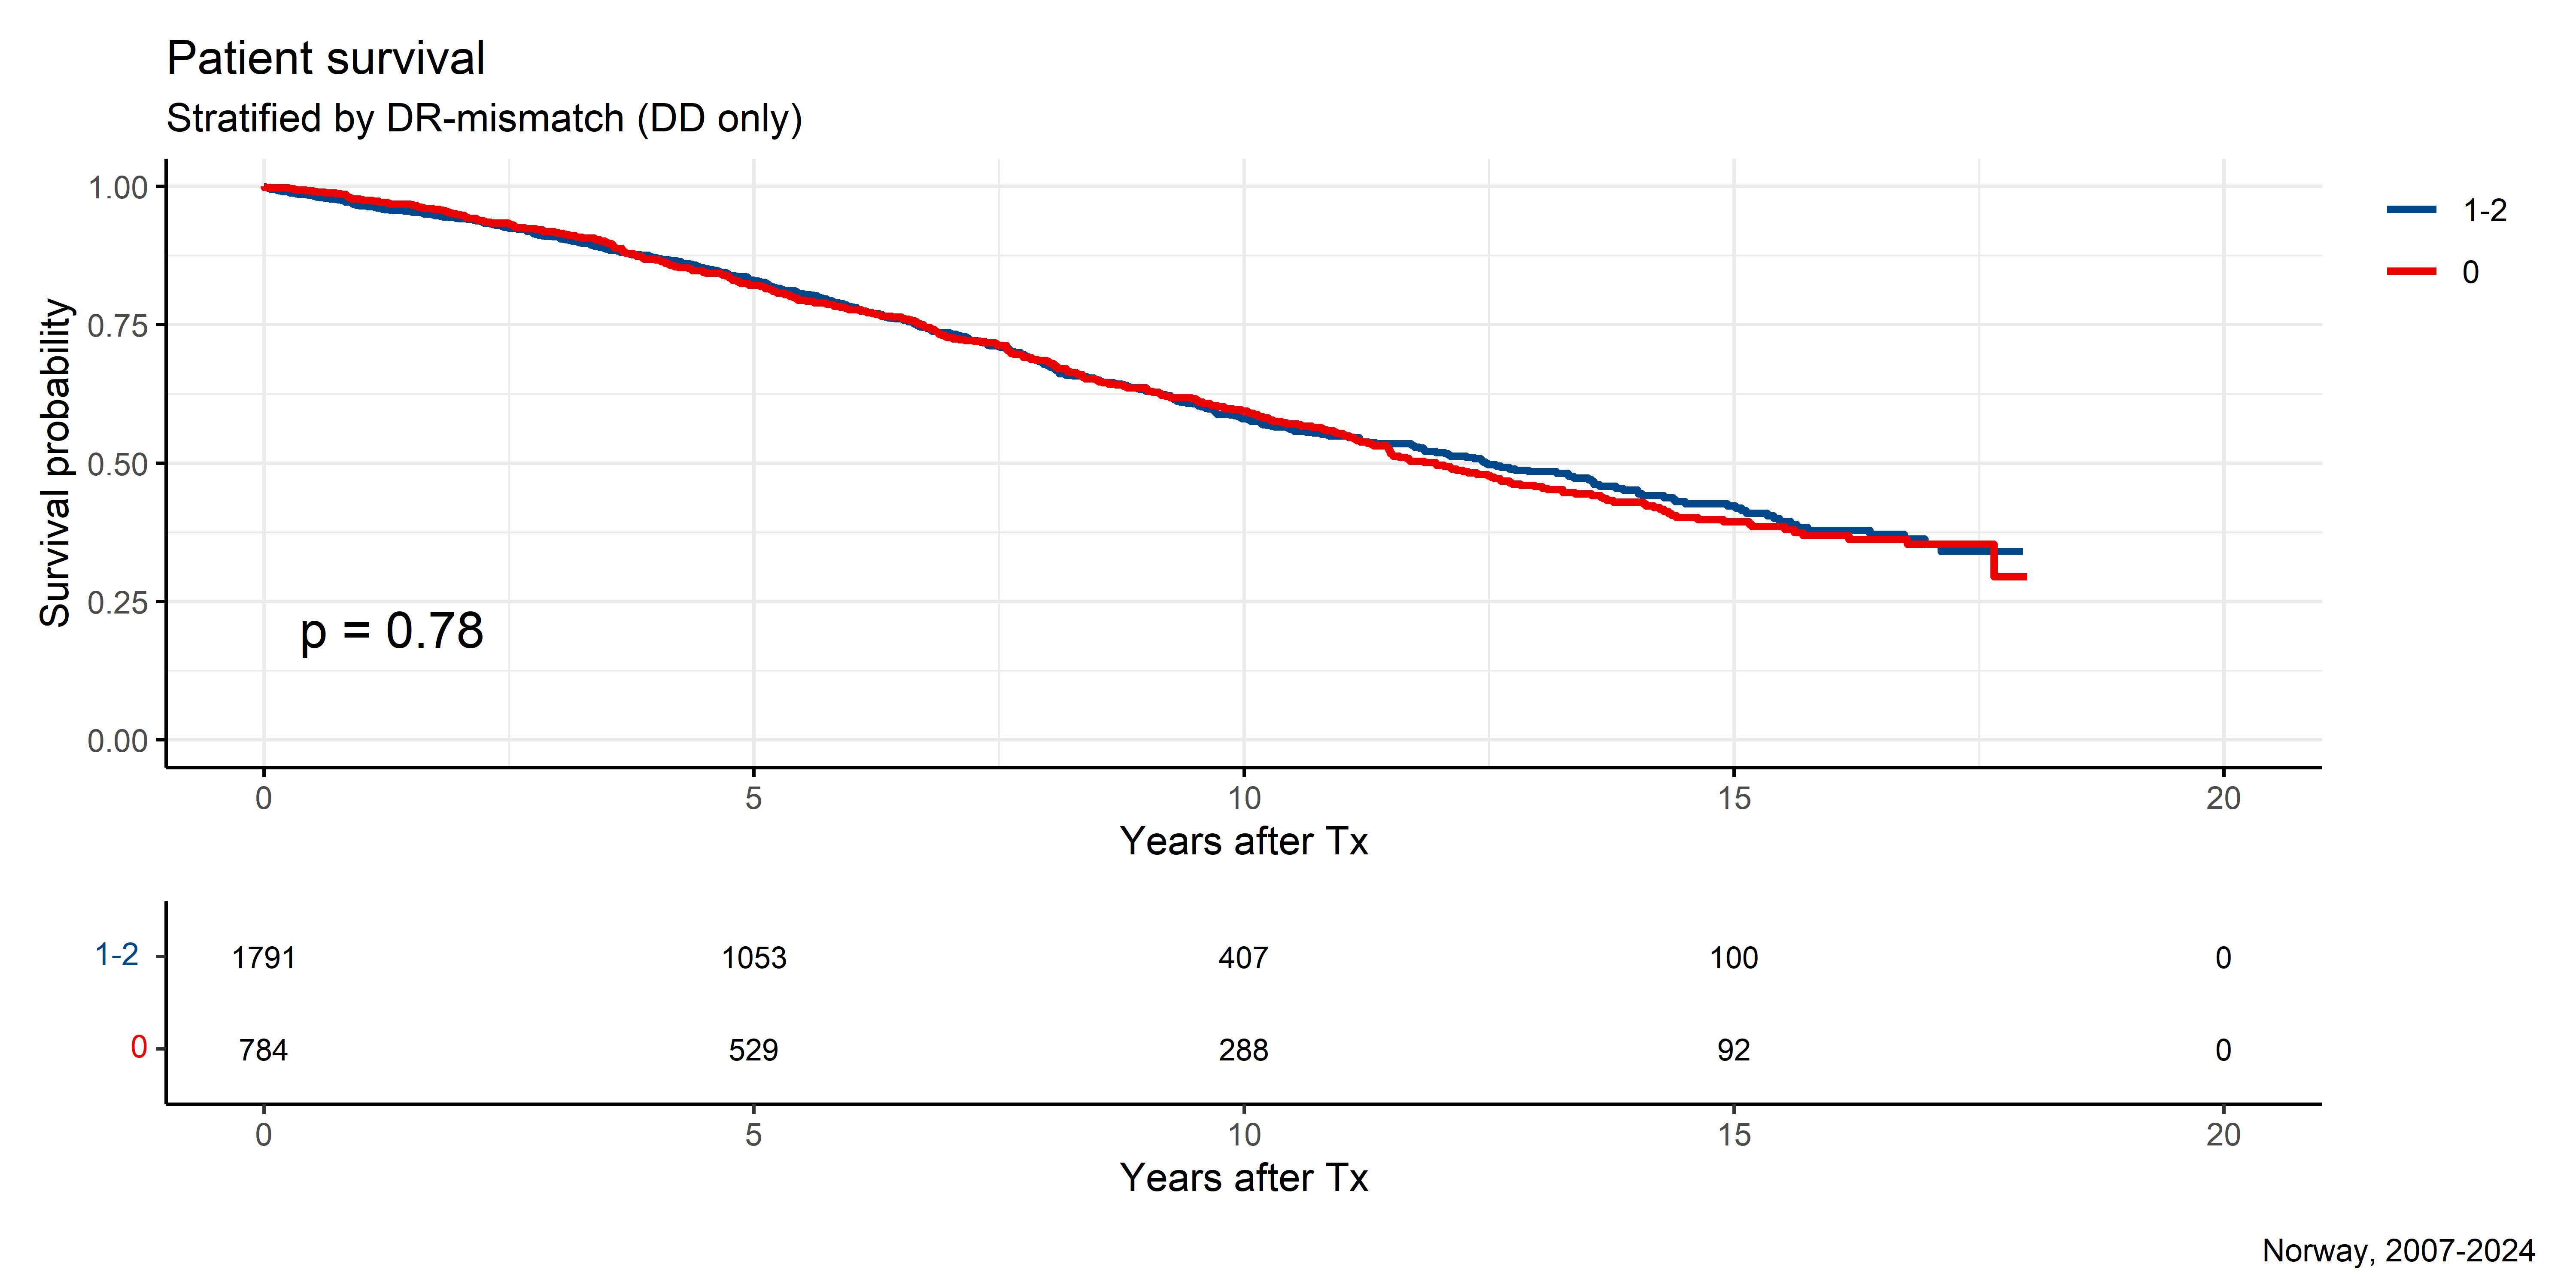 Patient survival
Stratified by DR-mismatch (DD only)
1.00
0.75
0.50
0.25
0.00
Survival probability
p = 0.78
1-2
0
0 5 10 15 20
Years after Tx
1-2 1791 1053 407 100 0
0 784 529 288 92 0
0 5 10 15 20
Years after Tx
Norway, 2007-2024